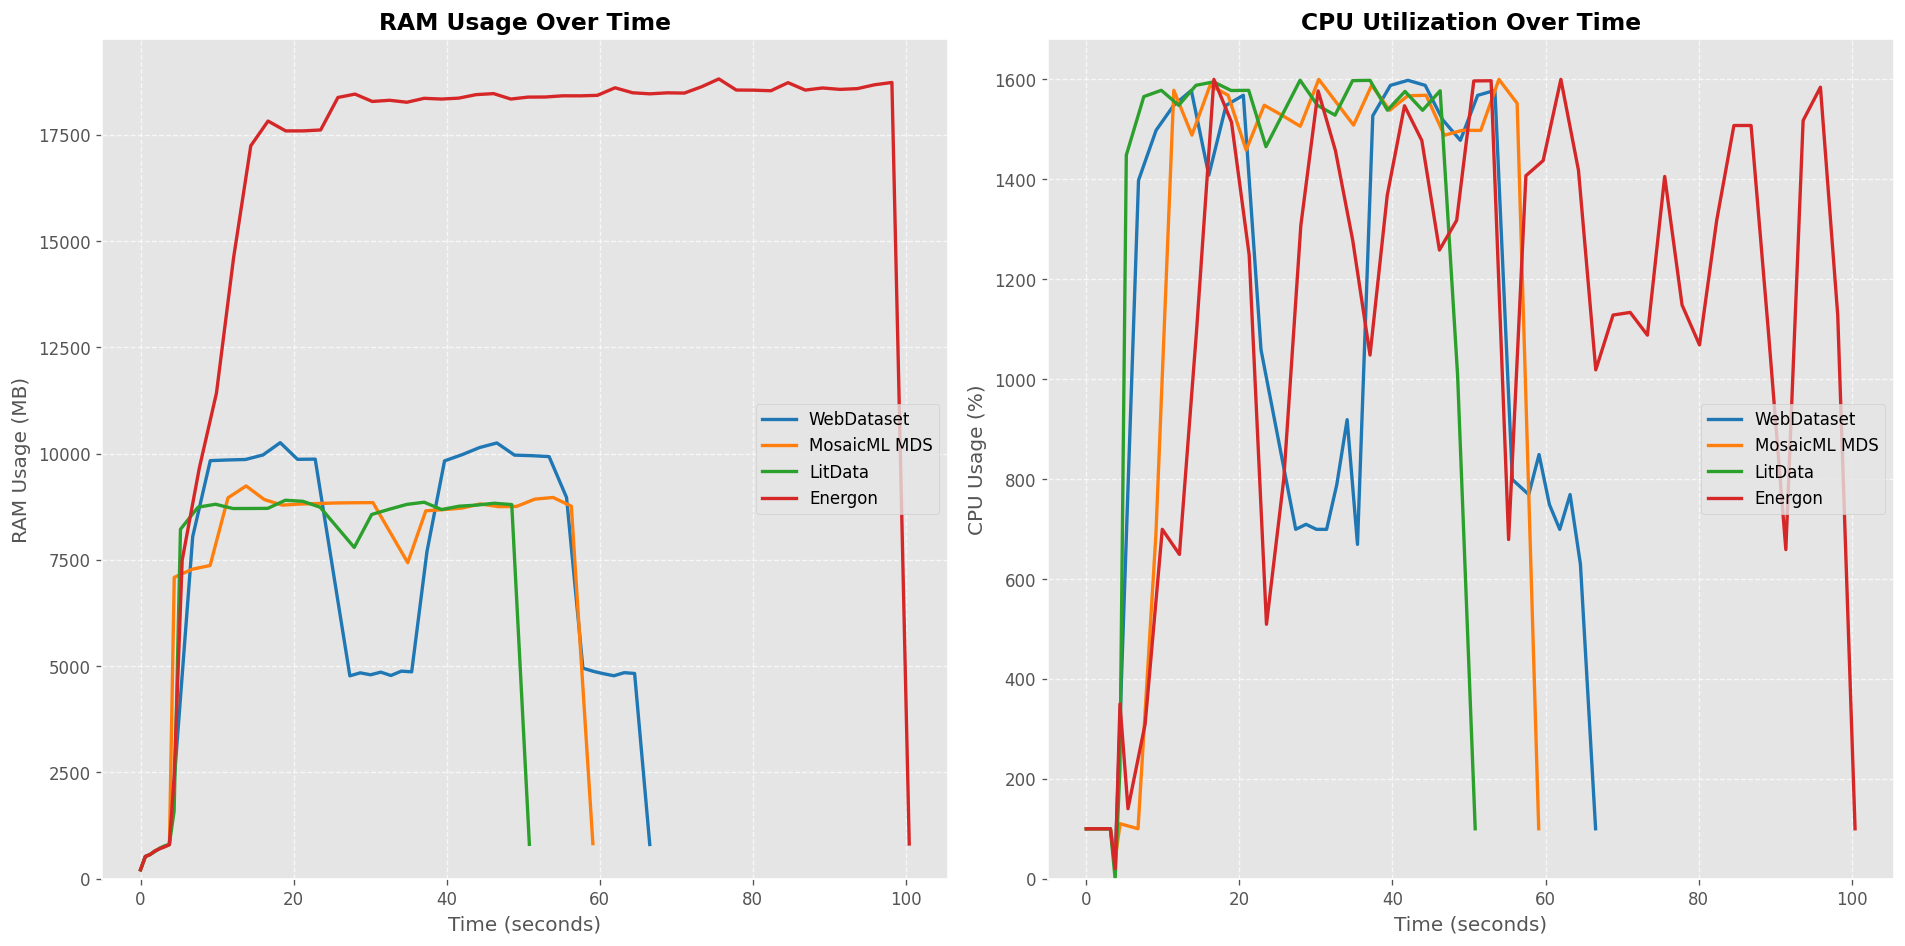 RAM Usage Over Time
RAM Usage (MB)
17500
15000
12500
10000
7500
5000
2500
0
WebDataset
MosaicML MDS
LitData
Energon
0 20 40 60 80 100
Time (seconds)
CPU Utilization Over Time
CPU Usage (%)
1600
1400
1200
1000
800
600
400
200
0
WebDataset
MosaicML MDS
LitData
Energon
0 20 40 60 80 100
Time (seconds)